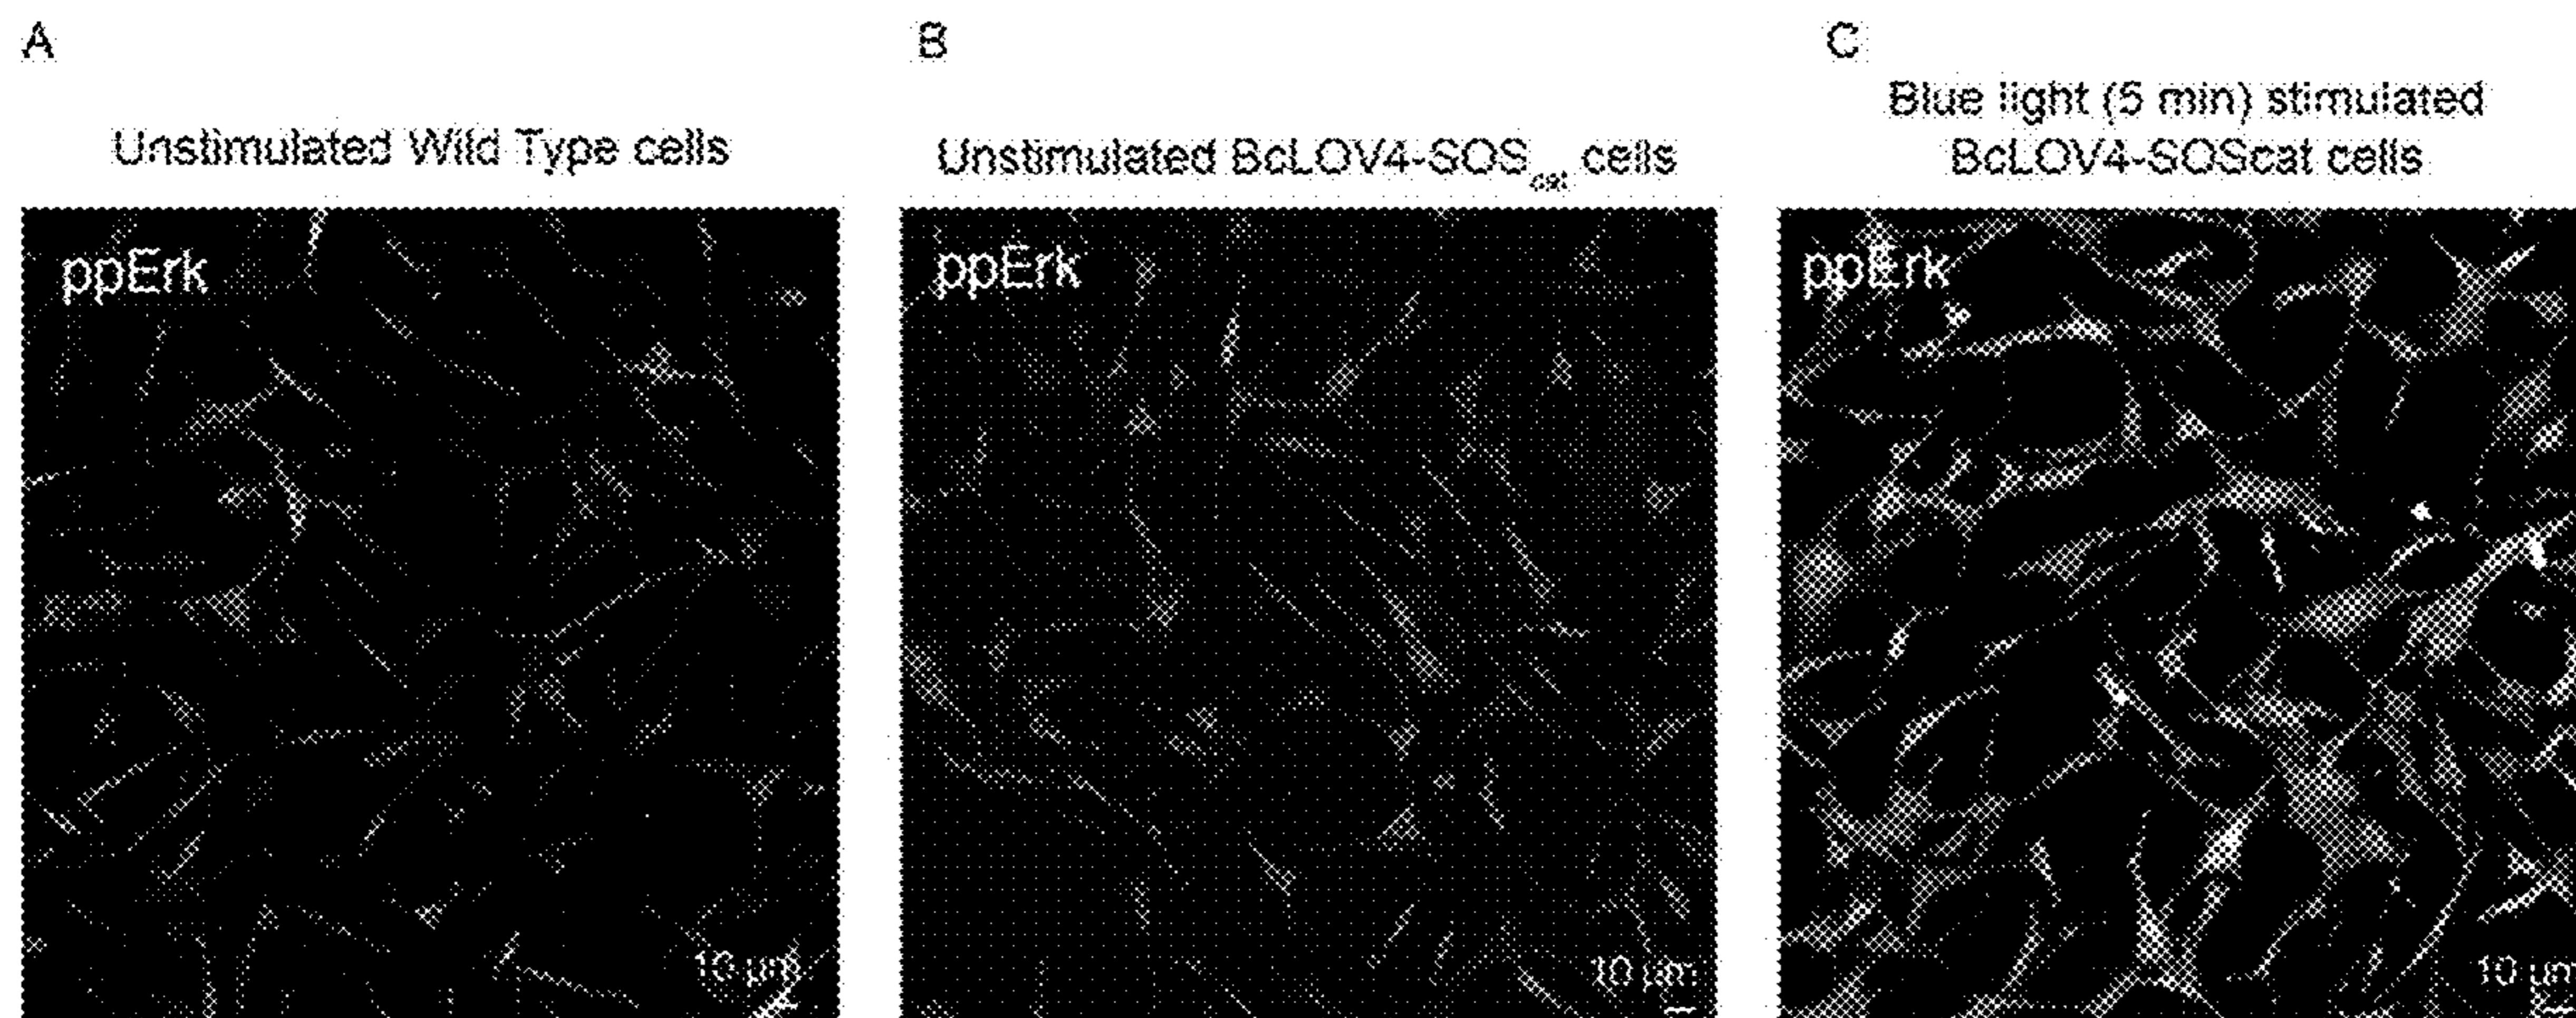 A
Unstimulated Wild Type cells
ppErk
10 µm
B
Unstimulated BcLOV4-SOScat cells
ppErk
10 µm
C
Blue light (5 min) stimulated
BcLOV4-SOScat cells
ppErk
10 µm